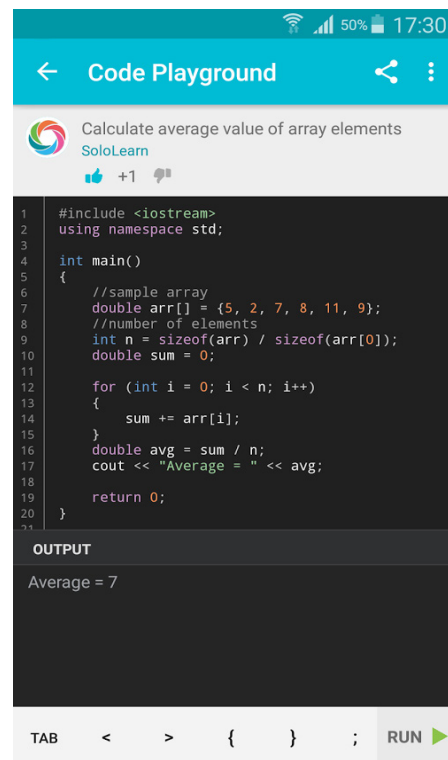 50% 17:30
Code Playground
Calculate average value of array elements
SoloLearn
+1
1 #include <iostream>
2 using namespace std;
3
4 int main()
5 {
6 //sample array
7 double arr[] = {5, 2, 7, 8, 11, 9};
8 //number of elements
9 int n = sizeof(arr) / sizeof(arr[0]);
10 double sum = 0;
11
12 for (int i = 0; i < n; i++)
13 {
14 sum += arr[i];
15 }
16 double avg = sum / n;
17 cout << "Average = " << avg;
18
19 return 0;
20 }
21
OUTPUT
Average = 7
TAB < > { } ; RUN